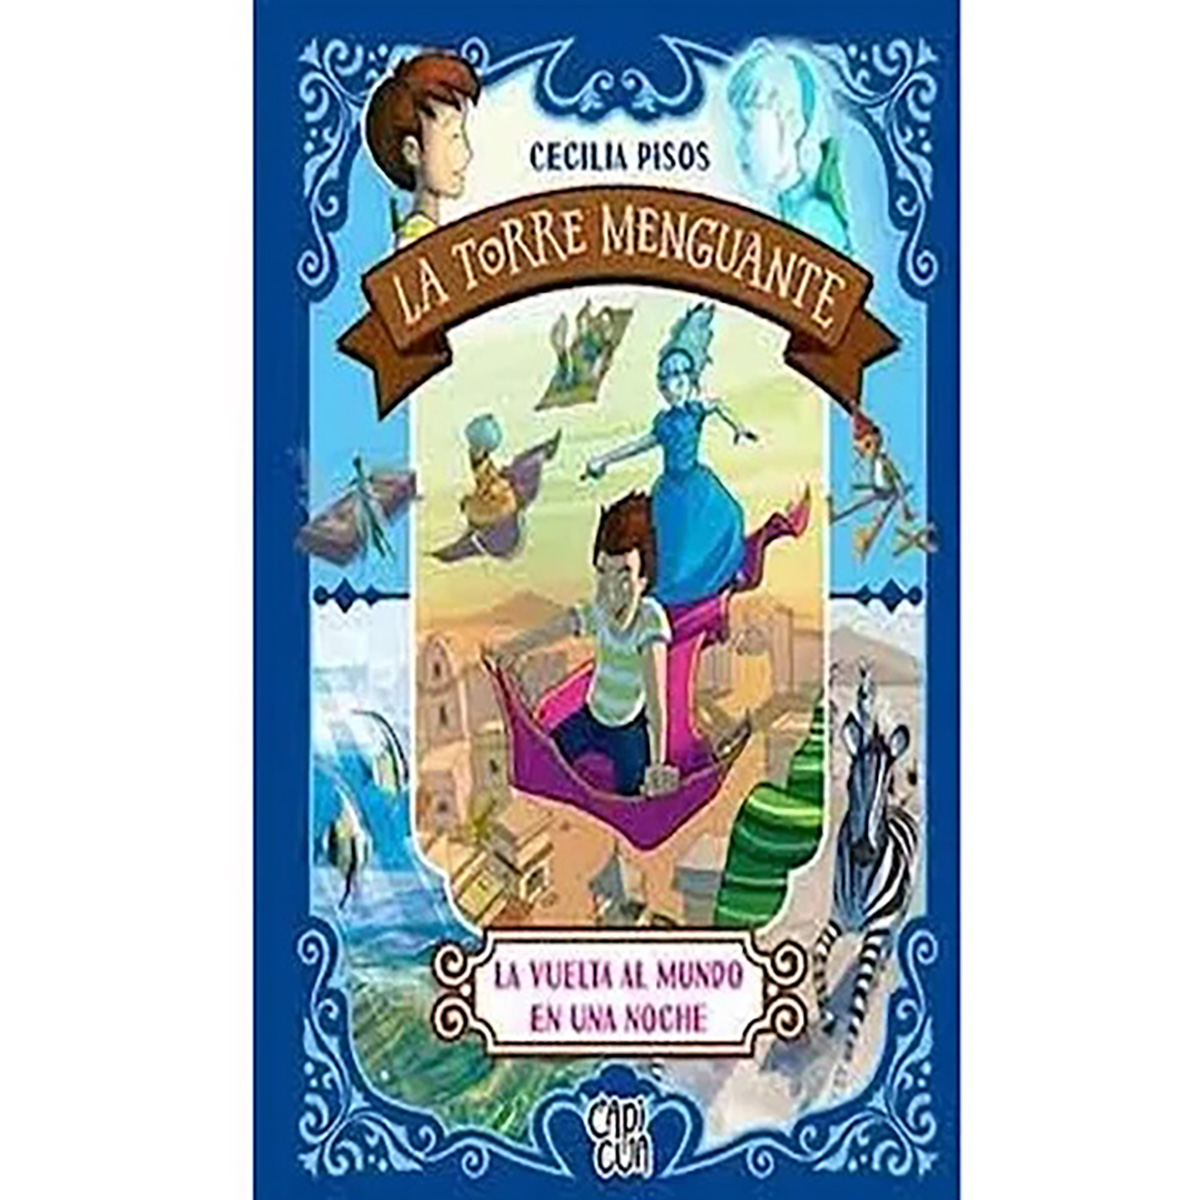 CECILIA PISOS
LA TORRE MENGUANTE
LA VUELTA AL MUNDO
EN UNA NOCHE
CAPI
CUA